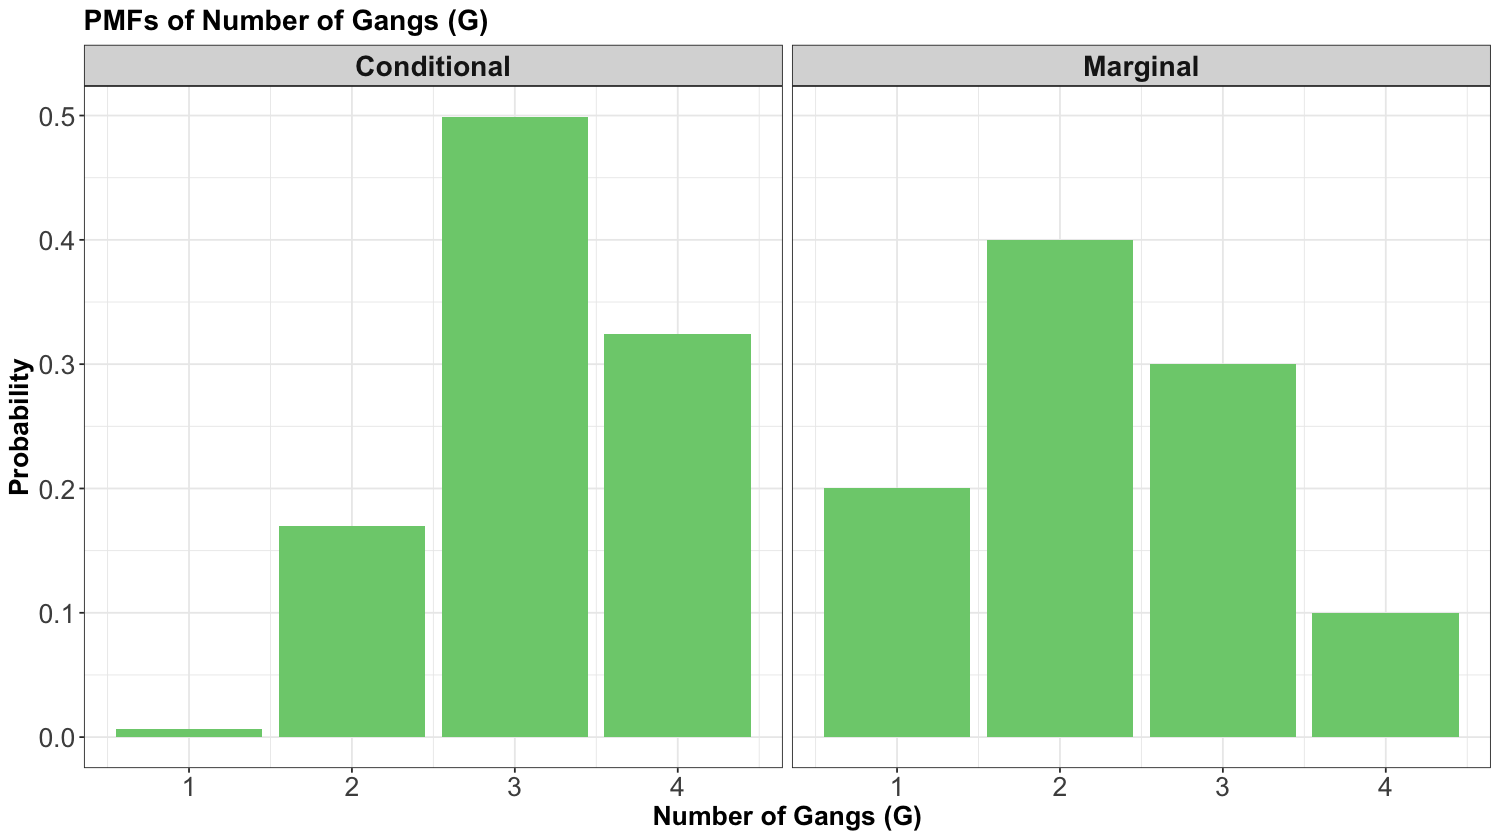 PMFs of Number of Gangs (G)
Conditional
Marginal
Probability
0.5
0.4
0.3
0.2
0.1
0.0
1 2 3 4
1 2 3 4
Number of Gangs (G)